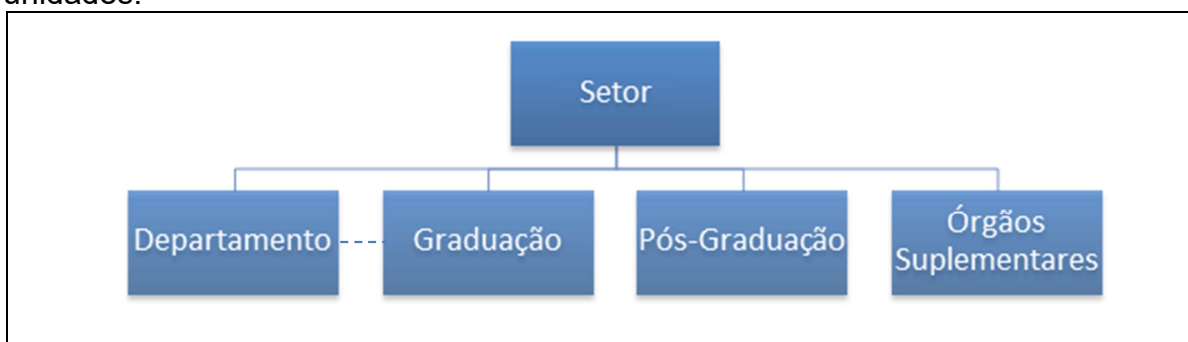 Setor
Departamento
Graduação
Pós-Graduação
Órgãos
Suplementares